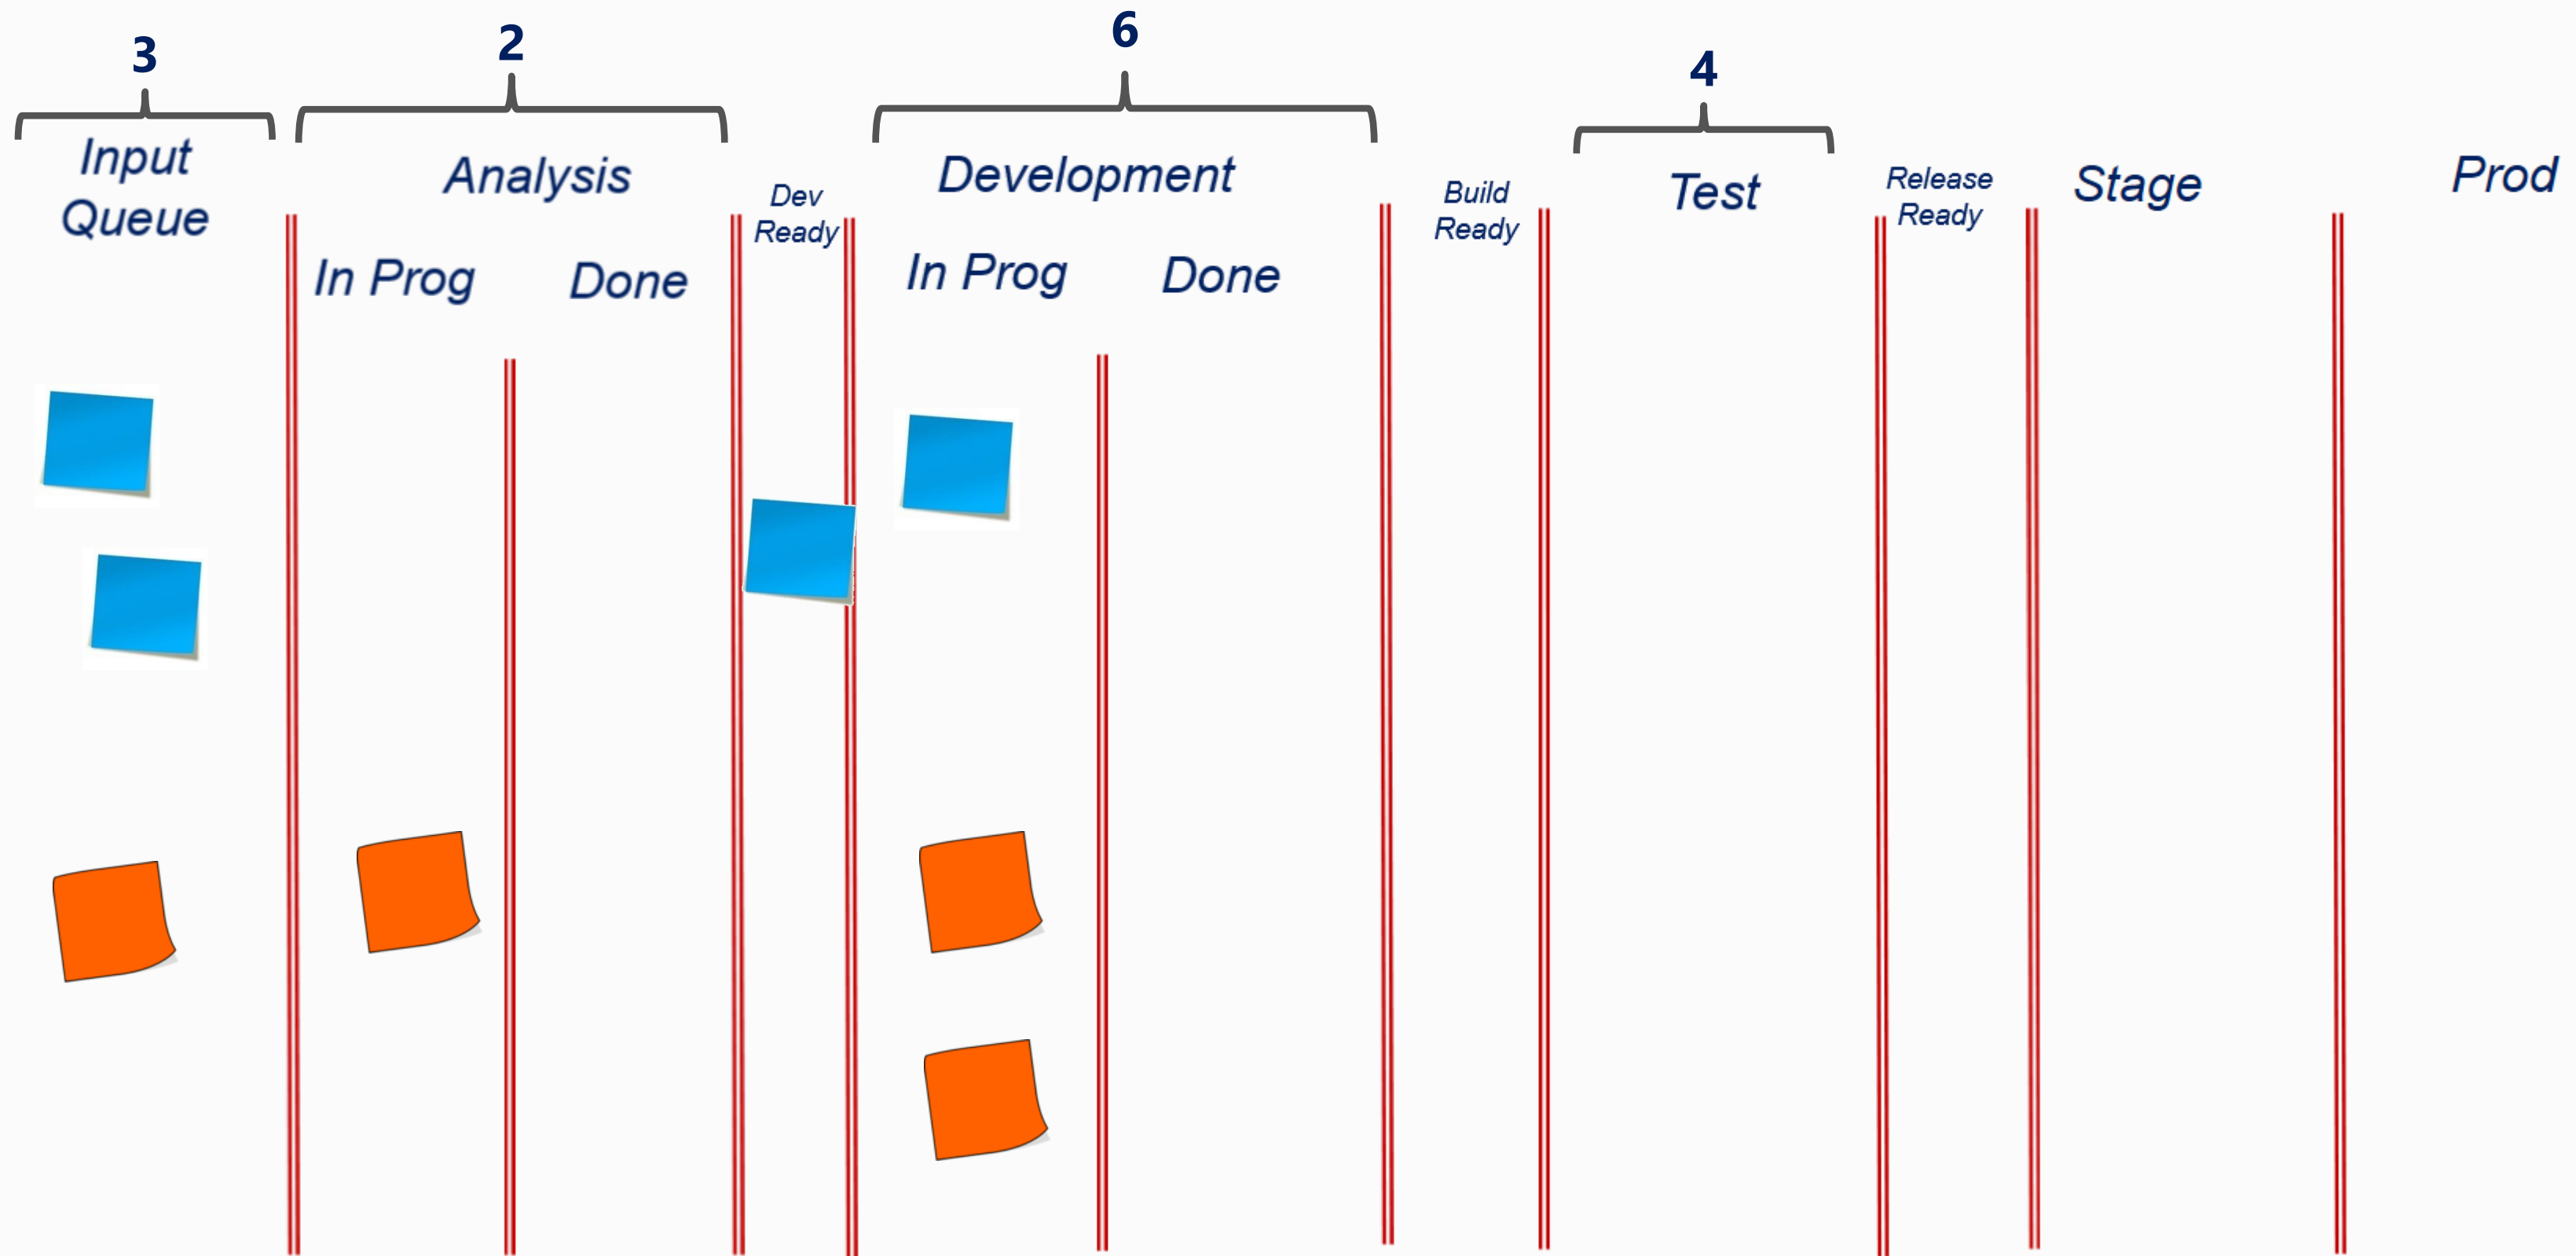 3
2
6
4
Input
Queue
Analysis
Dev
Ready
Development
Build
Ready
Test
Release
Ready
Stage
Prod
In Prog
Done
In Prog
Done